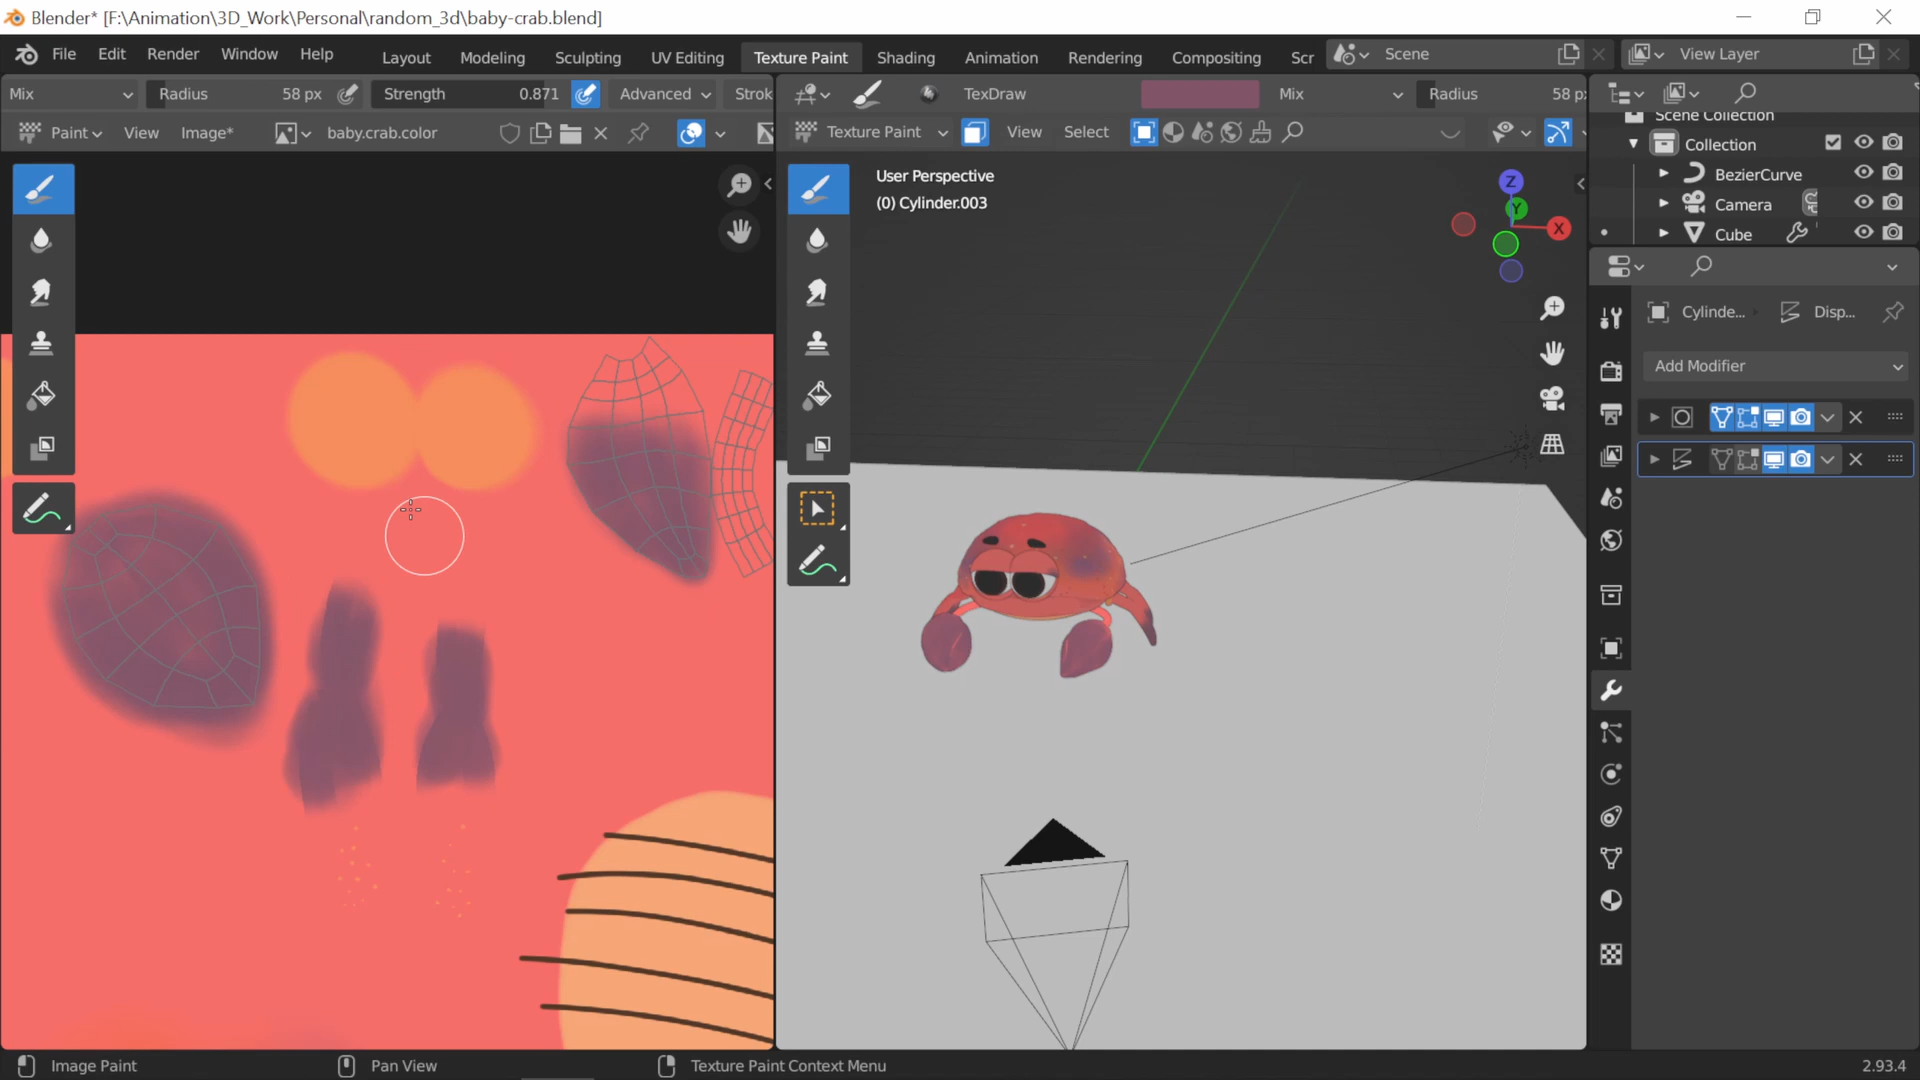 Blender* [F:\Animation\3D_Work\Personal\random_3d\baby-crab.blend]
File Edit Render Window Help Layout Modeling Sculpting UV Editing Texture Paint Shading Animation Rendering Compositing Scr Scene View Layer
Mix Radius 58 px Strength 0.871 Advanced Strok TexDraw Mix Radius 58 px
Paint View Image* baby.crab.color Texture Paint View Select
Scene Collection
Collection
BezierCurve
Camera
Cube
User Perspective
(0) Cylinder.003
Z
Y
X
Cylinde... Disp...
Add Modifier
Image Paint Pan View Texture Paint Context Menu 2.93.4